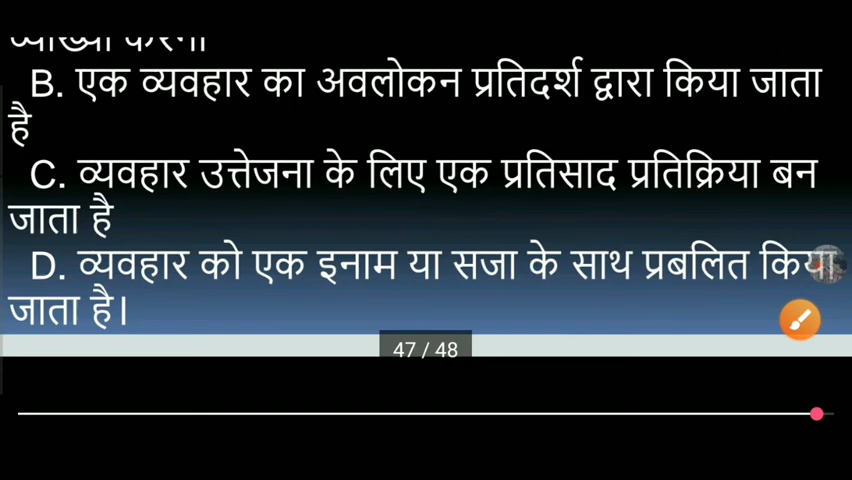 B. एक व्यवहार का अवलोकन प्रतिदर्श द्वारा किया जाता
है
C. व्यवहार उत्तेजना के लिए एक प्रतिसाद प्रतिक्रिया बन
जाता है
D. व्यवहार को एक इनाम या सजा के साथ प्रबलित किया
जाता है।
47 / 48